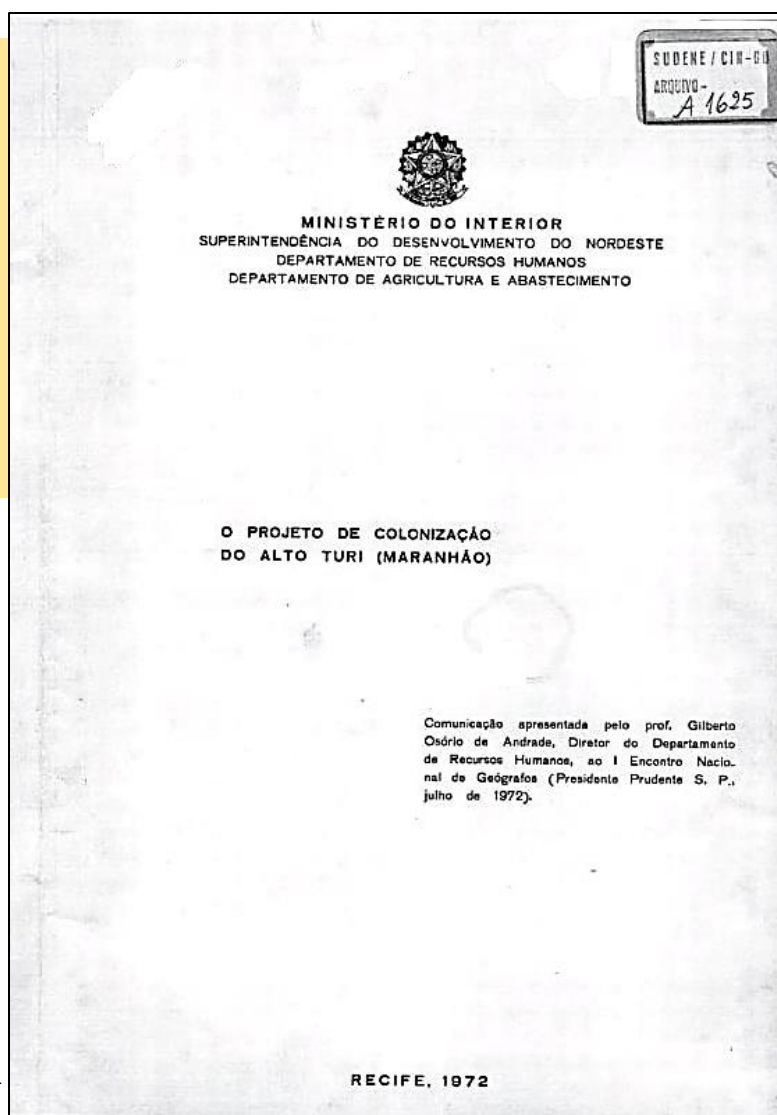 SUDENE / CIN-
ARQUIVO-
A 1625
MINISTÉRIO DO INTERIOR
SUPERINTENDÊNCIA DO DESENVOLVIMENTO DO NORDESTE
DEPARTAMENTO DE RECURSOS HUMANOS
DEPARTAMENTO DE AGRICULTURA E ABASTECIMENTO
O PROJETO DE COLONIZAÇÃO
DO ALTO TURI (MARANHÃO)
Comunicação apresentada pelo prof. Gilberto
Osório de Andrade, Diretor do Departamento
de Recursos Humanos, ao I Encontro Nacio-
nal de Geógrafos (Presidente Prudente S. P.,
julho de 1972).
RECIFE, 1972